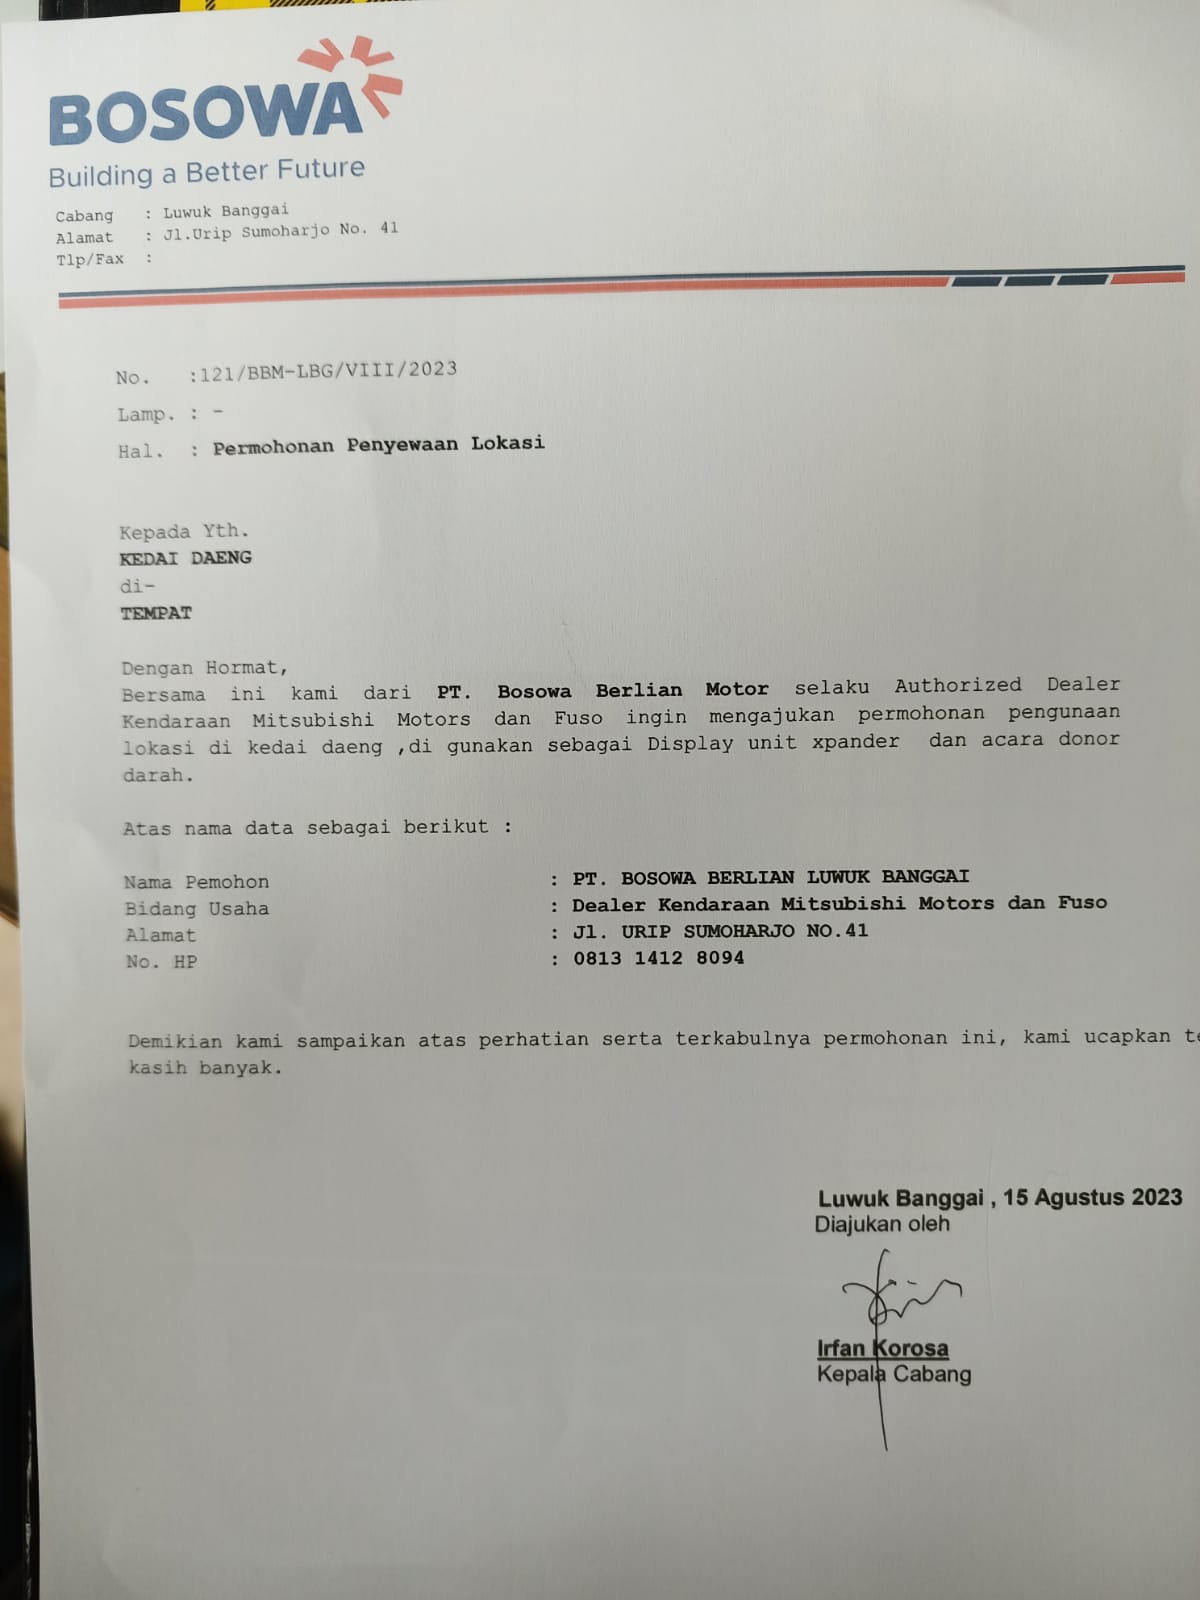 BOSOWA
Building a Better Future
Cabang : Luwuk Banggai
Alamat : Jl.Urip Sumoharjo No. 41
Tlp/Fax :
No. :121/BBM-LBG/VIII/2023
Lamp. : -
Hal. : Permohonan Penyewaan Lokasi
Kepada Yth.
KEDAI DAENG
di-
TEMPAT
Dengan Hormat,
Bersama ini kami dari PT. Bosowa Berlian Motor selaku Authorized Dealer
Kendaraan Mitsubishi Motors dan Fuso ingin mengajukan permohonan pengunaan
lokasi di kedai daeng ,di gunakan sebagai Display unit xpander dan acara donor
darah.
Atas nama data sebagai berikut :
Nama Pemohon : PT. BOSOWA BERLIAN LUWUK BANGGAI
Bidang Usaha : Dealer Kendaraan Mitsubishi Motors dan Fuso
Alamat : Jl. URIP SUMOHARJO NO.41
No. HP : 0813 1412 8094
Demikian kami sampaikan atas perhatian serta terkabulnya permohonan ini, kami ucapkan
kasih banyak.
Luwuk Banggai , 15 Agustus 2023
Diajukan oleh
Irfan Korosa
Kepala Cabang